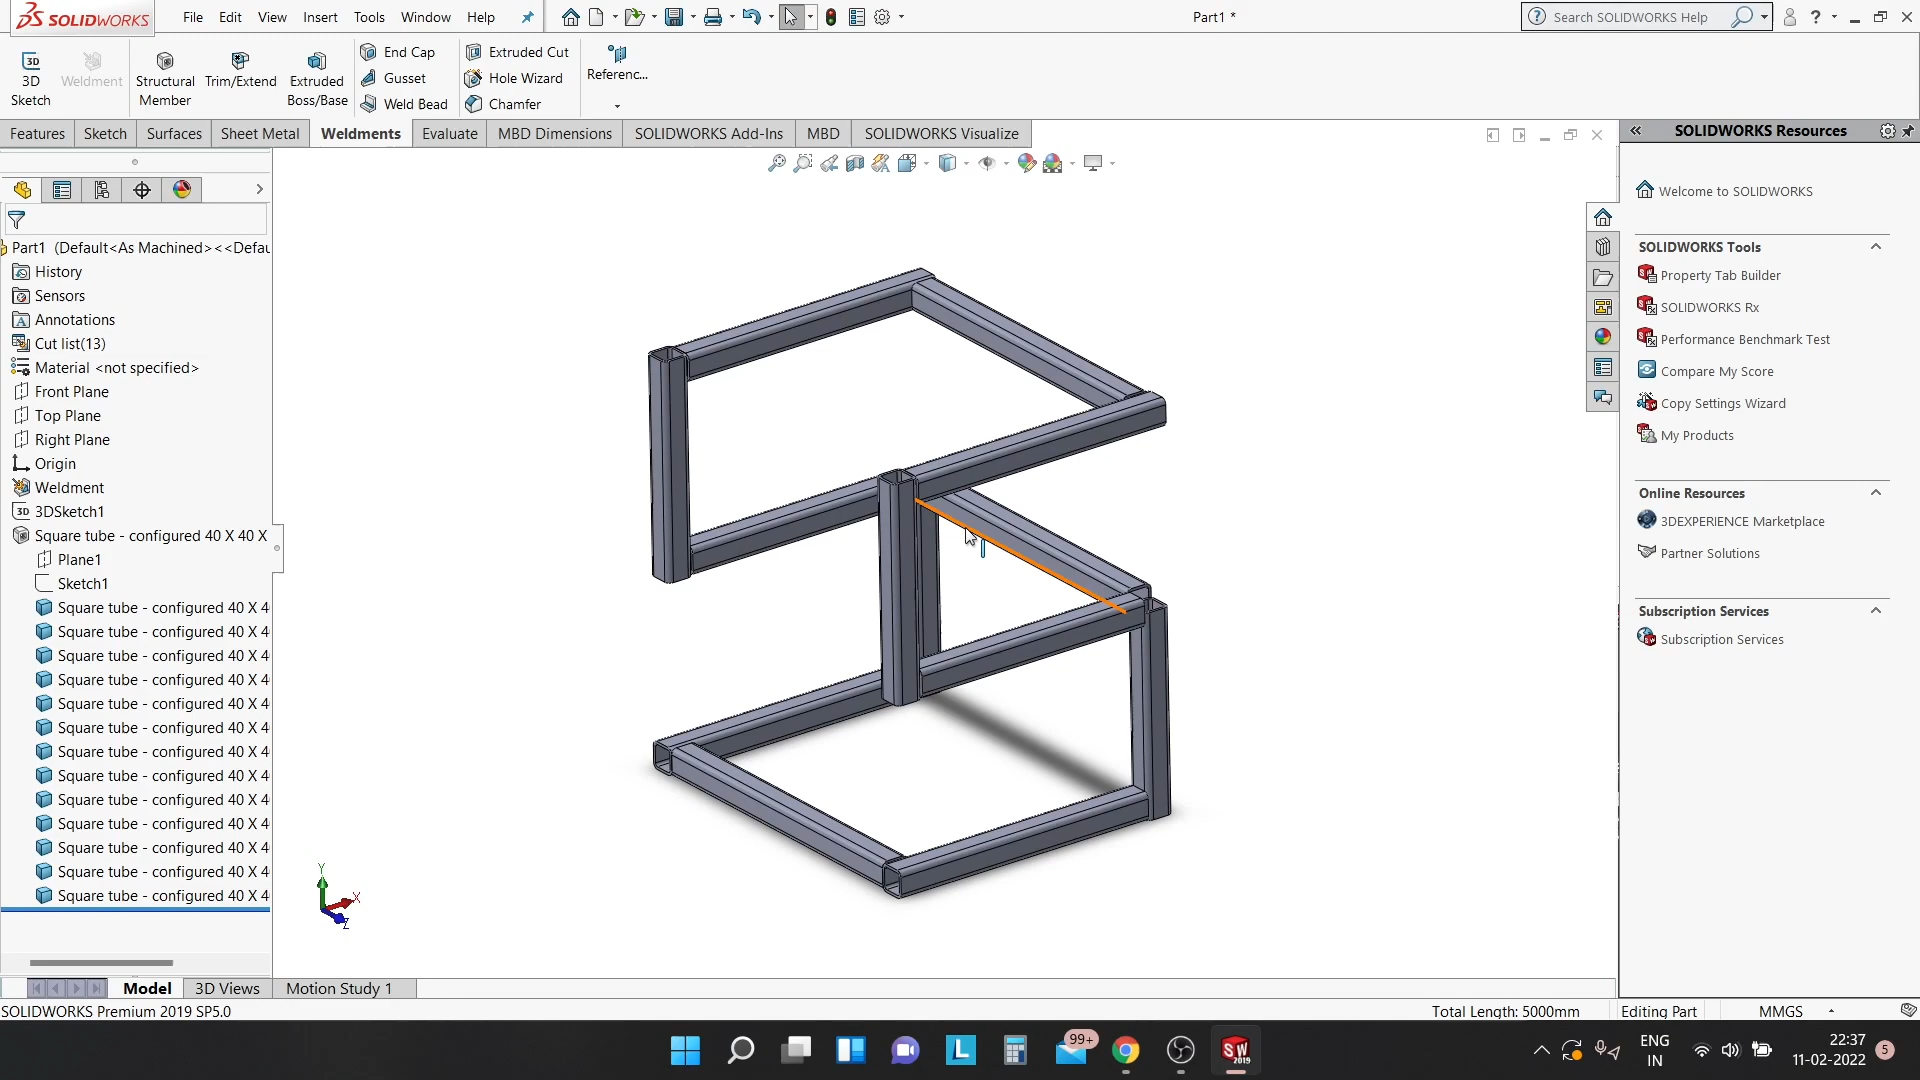 SOLIDWORKS
File Edit View Insert Tools Window Help
Part1 *
Search SOLIDWORKS Help
3D Sketch
Weldment
Structural Member
Trim/Extend
Extruded Boss/Base
End Cap
Gusset
Weld Bead
Extruded Cut
Hole Wizard
Chamfer
Referenc...
Features Sketch Surfaces Sheet Metal Weldments Evaluate MBD Dimensions SOLIDWORKS Add-Ins MBD SOLIDWORKS Visualize
Part1 (Default<As Machined><<Defau
History
Sensors
Annotations
Cut list(13)
Material <not specified>
Front Plane
Top Plane
Right Plane
Origin
Weldment
3DSketch1
Square tube - configured 40 X 40 X
Plane1
Sketch1
Square tube - configured 40 X 4
Square tube - configured 40 X 4
Square tube - configured 40 X 4
Square tube - configured 40 X 4
Square tube - configured 40 X 4
Square tube - configured 40 X 4
Square tube - configured 40 X 4
Square tube - configured 40 X 4
Square tube - configured 40 X 4
Square tube - configured 40 X 4
Square tube - configured 40 X 4
Square tube - configured 40 X 4
Square tube - configured 40 X 4
Y
X
Z
SOLIDWORKS Resources
Welcome to SOLIDWORKS
SOLIDWORKS Tools
Property Tab Builder
SOLIDWORKS Rx
Performance Benchmark Test
Compare My Score
Copy Settings Wizard
My Products
Online Resources
3DEXPERIENCE Marketplace
Partner Solutions
Subscription Services
Subscription Services
Model 3D Views Motion Study 1
SOLIDWORKS Premium 2019 SP5.0
Total Length: 5000mm Editing Part MMGS
99+
SW 2019
ENG IN
22:37
11-02-2022
5